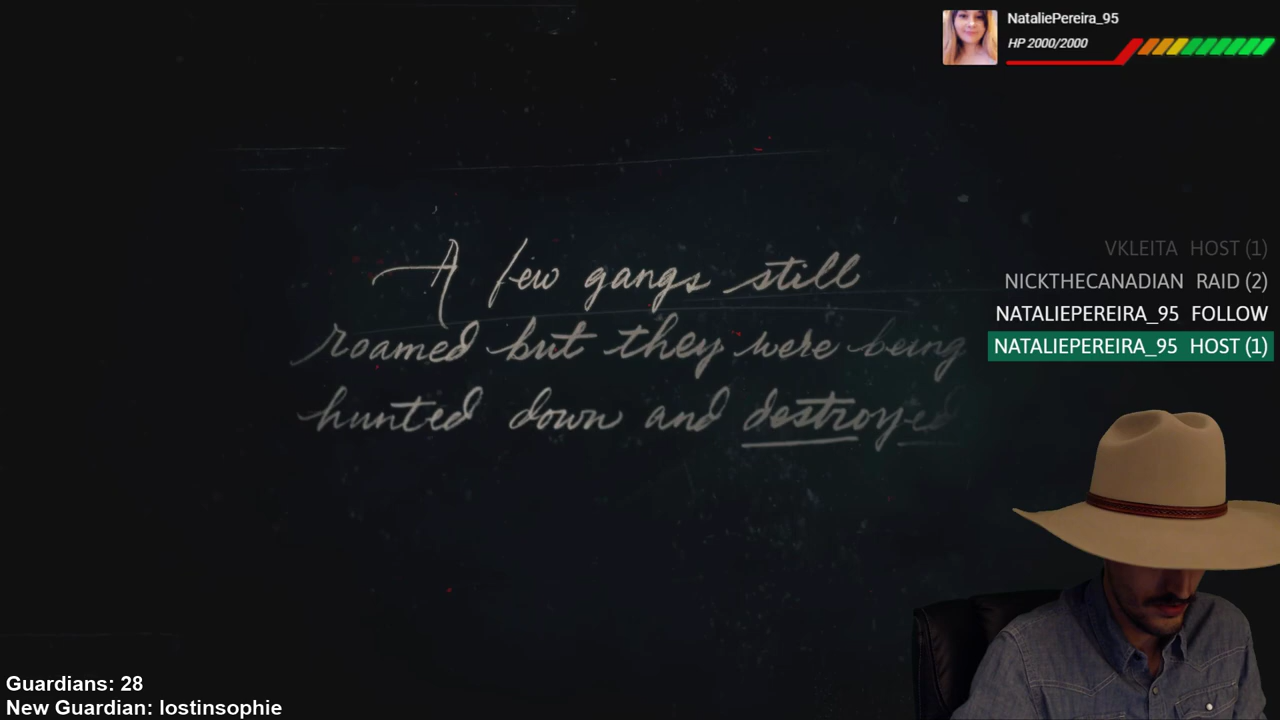 NataliePereira_95
HP 2000/2000
A few gangs still
roamed but they were being
hunted down and destroyed
VKLEITA HOST (1)
NICKTHECANADIAN RAID (2)
NATALIEPEREIRA_95 FOLLOW
NATALIEPEREIRA_95 HOST (1)
Guardians: 28
New Guardian: lostinsophie